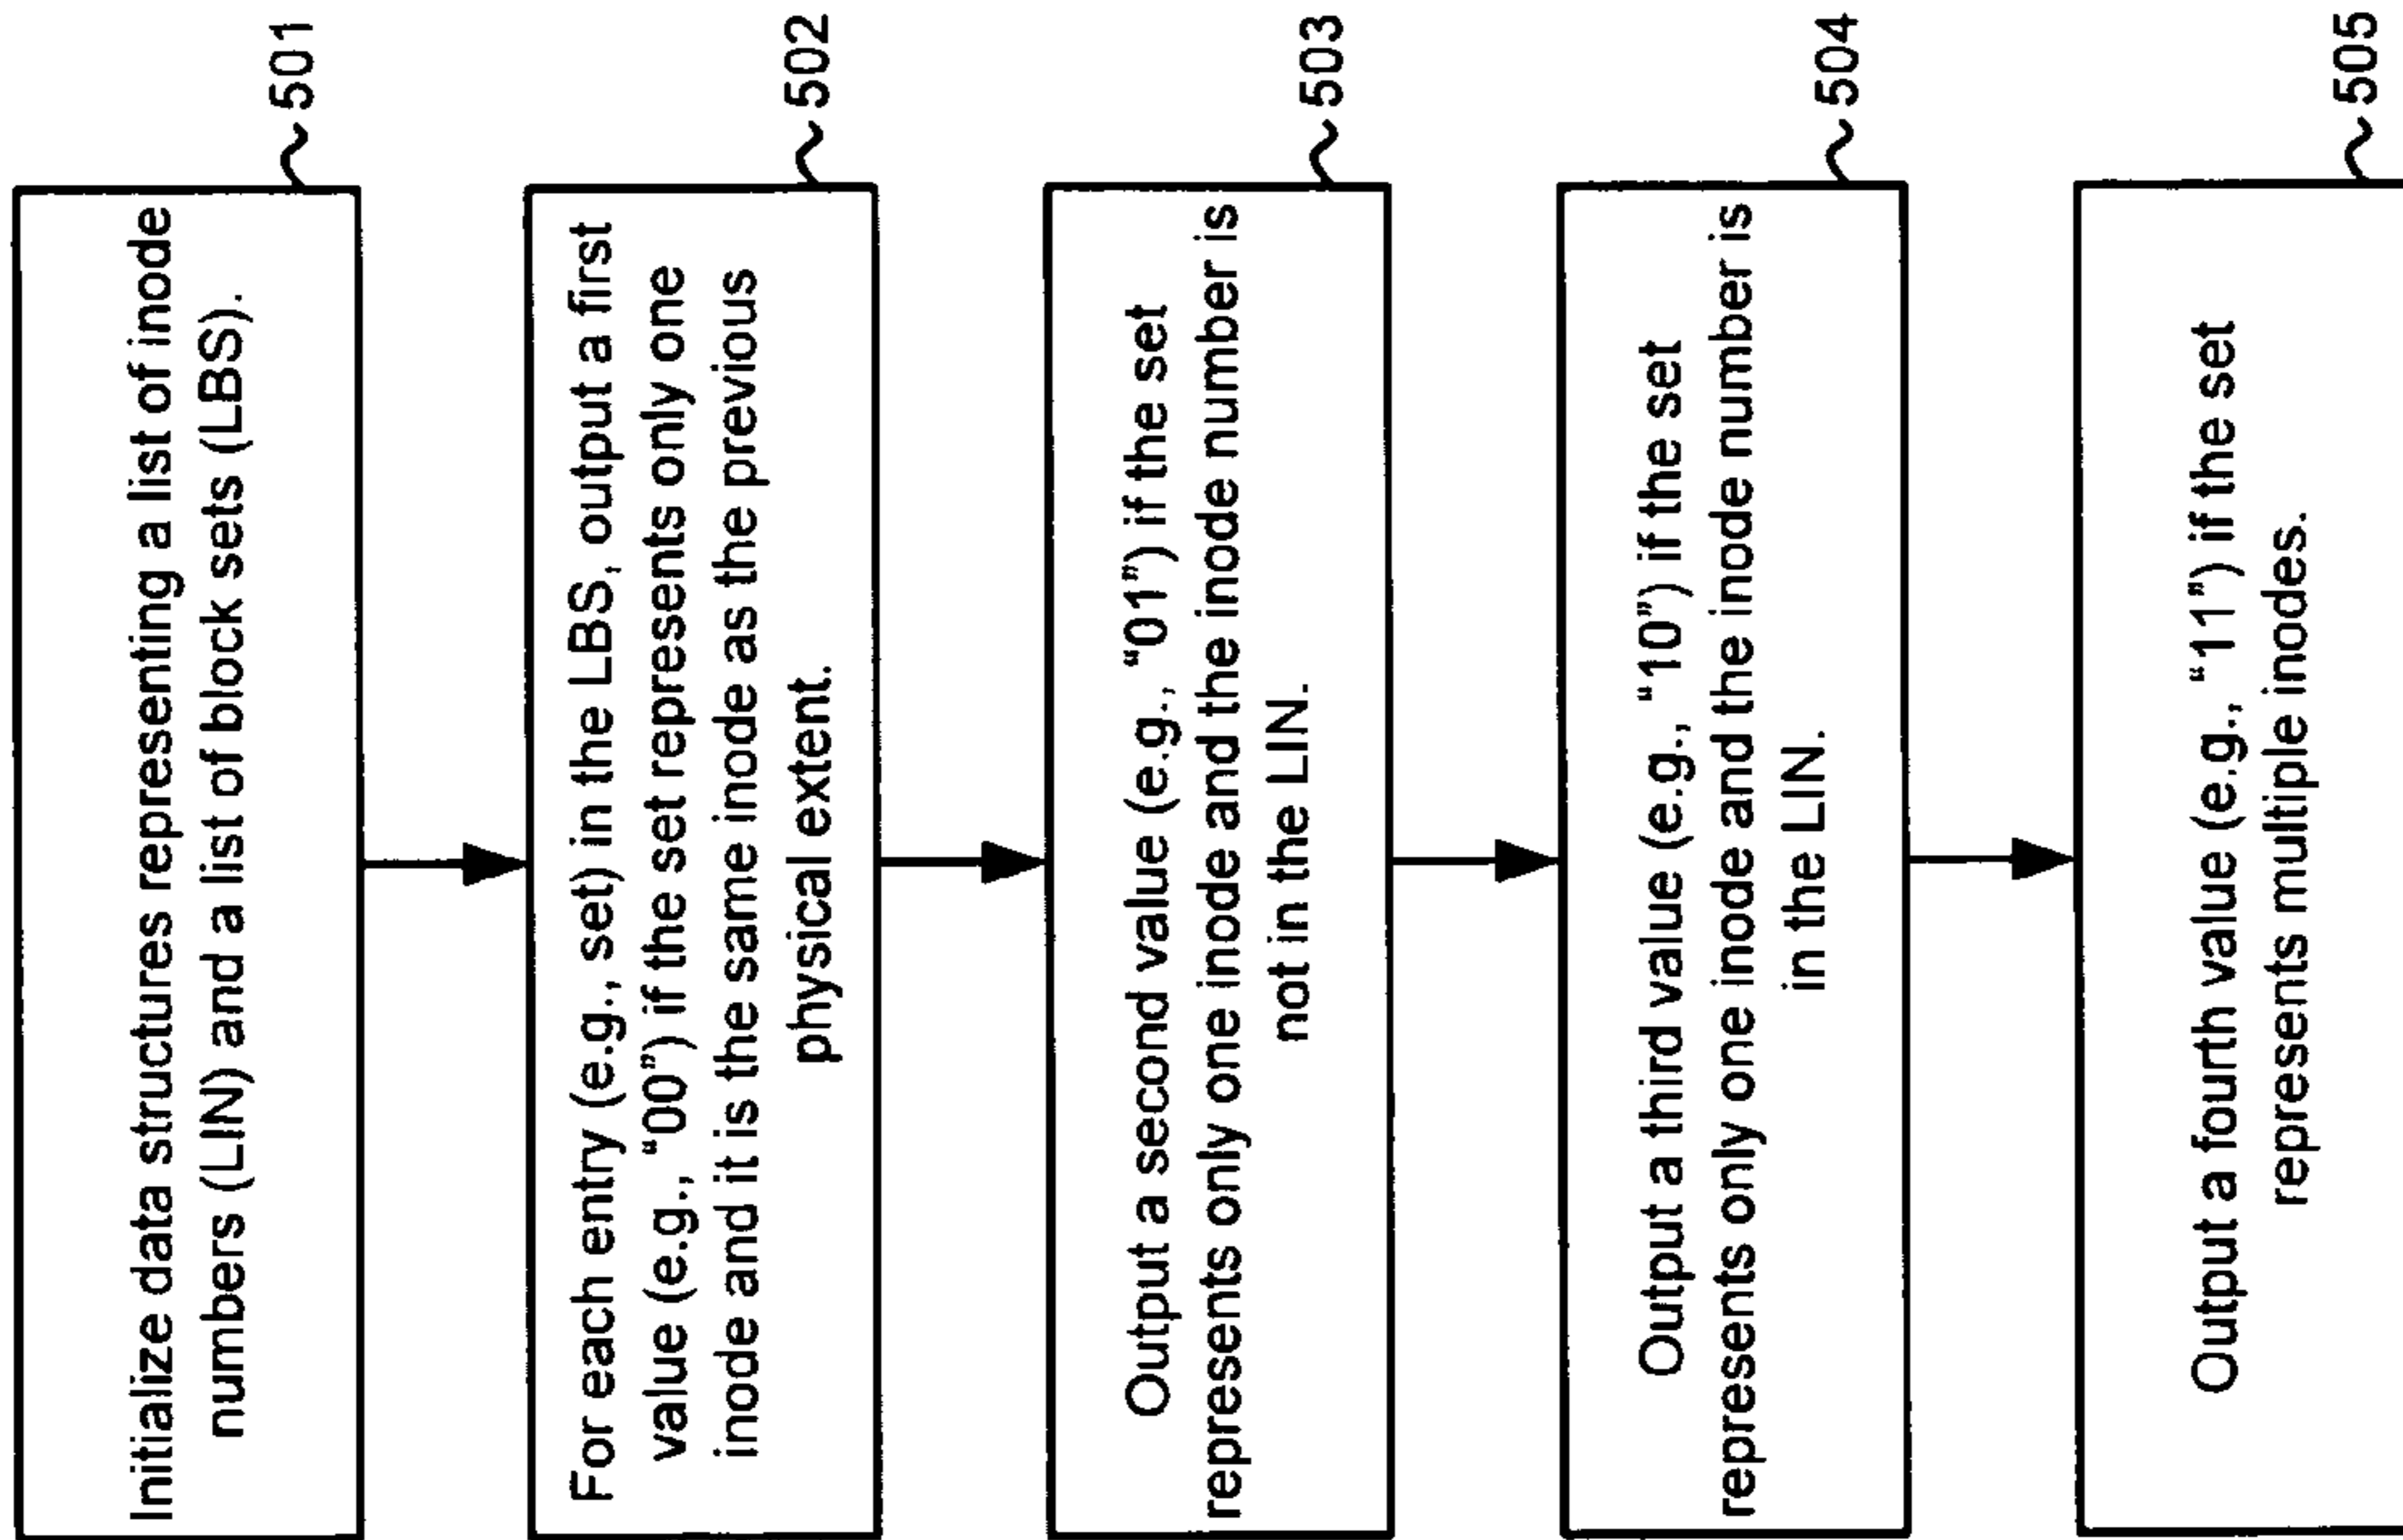 Initialize data structures representing a list of inode
numbers (LIN) and a list of block sets (LBS).
501
For each entry (e.g., set) in the LBS, output a first
value (e.g., “00”) if the set represents only one
inode and it is the same inode as the previous
physical extent.
502
Output a second value (e.g., “01”) if the set
represents only one inode and the inode number is
not in the LIN.
503
Output a third value (e.g., “10”) if the set
represents only one inode and the inode number is
in the LIN.
504
Output a fourth value (e.g., “11”) if the set
represents multiple inodes.
505